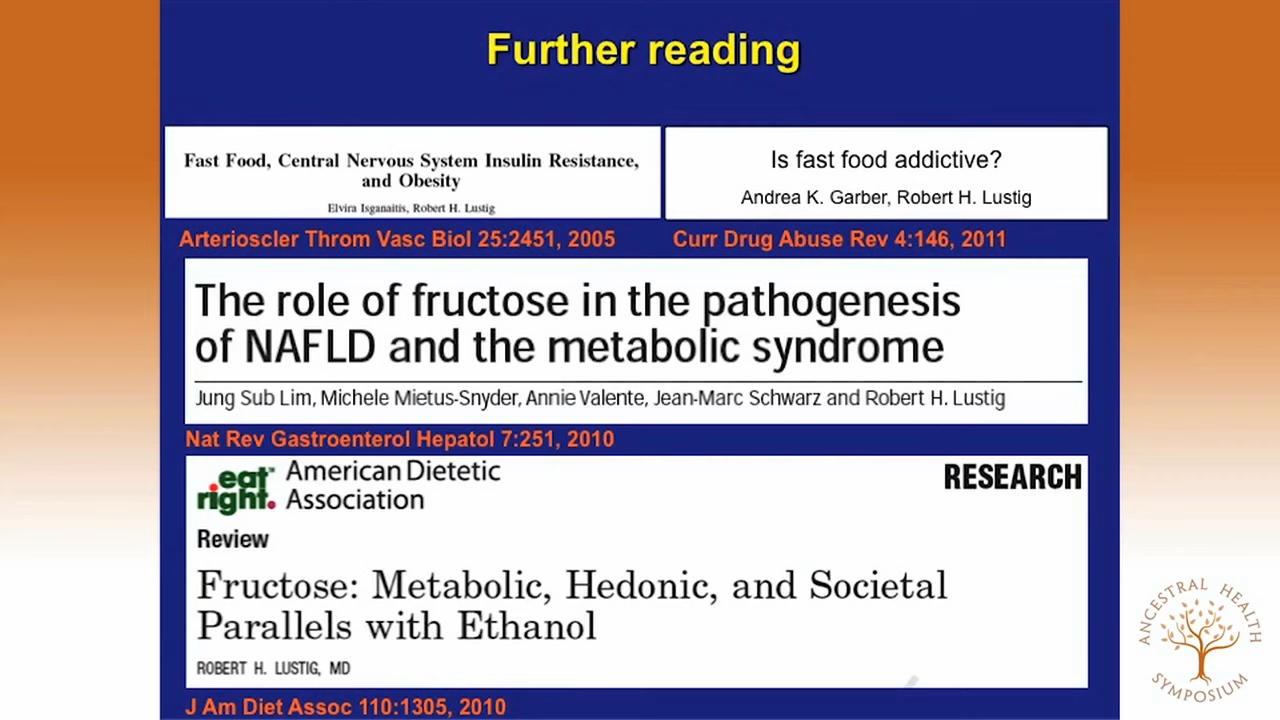 Further reading
Fast Food, Central Nervous System Insulin Resistance,
and Obesity
Elvira Isganaitis, Robert H. Lustig
Arterioscler Throm Vasc Biol 25:2451, 2005
Is fast food addictive?
Andrea K. Garber, Robert H. Lustig
Curr Drug Abuse Rev 4:146, 2011
The role of fructose in the pathogenesis
of NAFLD and the metabolic syndrome
Jung Sub Lim, Michele Mietus-Snyder, Annie Valente, Jean-Marc Schwarz and Robert H. Lustig
Nat Rev Gastroenterol Hepatol 7:251, 2010
eat
right.
American Dietetic
Association
RESEARCH
Review
Fructose: Metabolic, Hedonic, and Societal
Parallels with Ethanol
ROBERT H. LUSTIG, MD
J Am Diet Assoc 110:1305, 2010
ANCESTRAL HEALTH
SYMPOSIUM